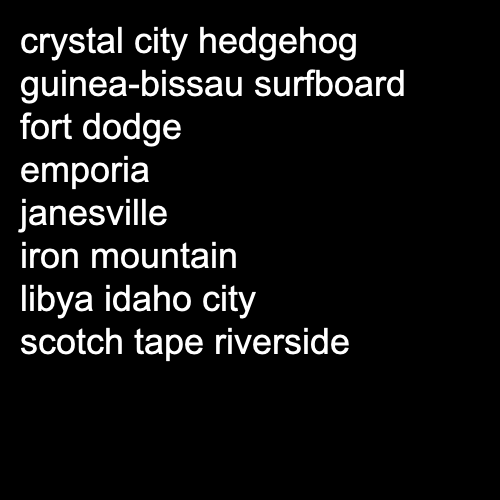 crystal city hedgehog
guinea-bissau surfboard
fort dodge
emporia
janesville
iron mountain
libya idaho city
scotch tape riverside